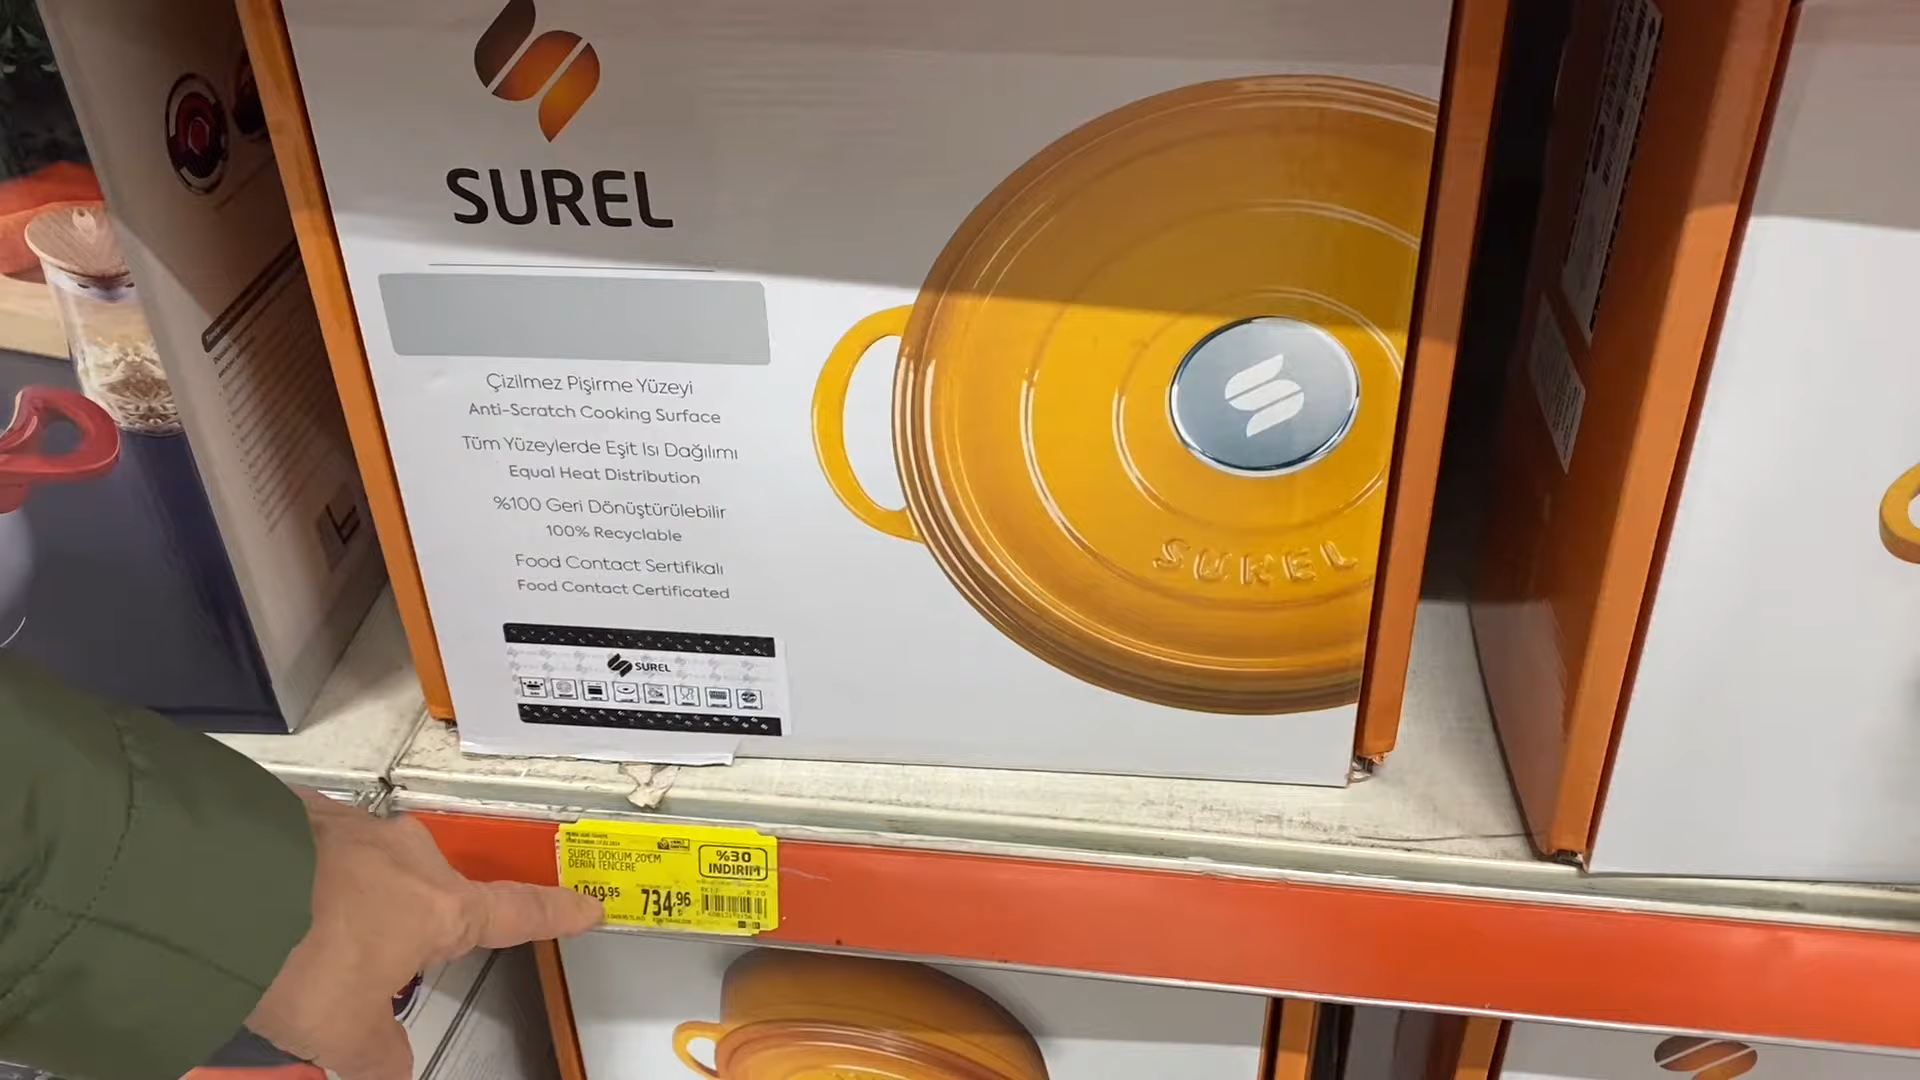 SUREL
Çizilmez Pişirme Yüzeyi
Anti-Scratch Cooking Surface
Tüm Yüzeylerde Eşit Isı Dağılımı
Equal Heat Distribution
%100 Geri Dönüştürülebilir
100% Recyclable
Food Contact Sertifikalı
Food Contact Certificated
SUREL
SUREL
SUREL DÖKÜM 20CM
DERİN TENCERE
%30
İNDİRİM
1.049,95
734,96